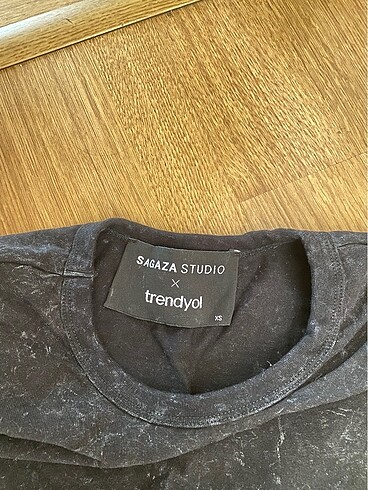 SAGAZA STUDIO
×
trendyol
XS